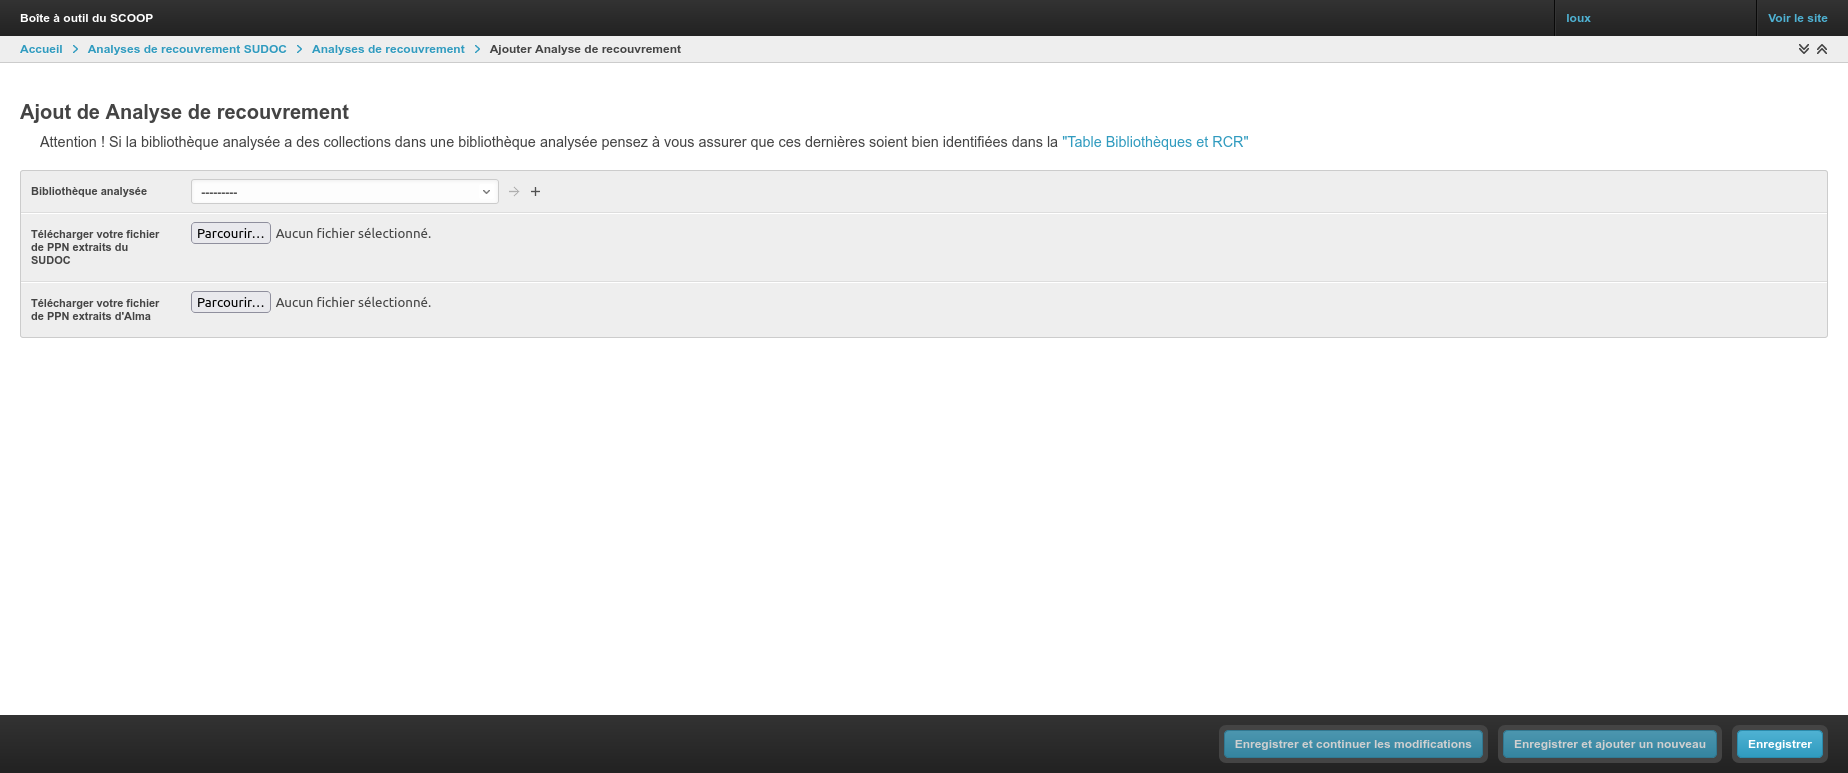 Boîte à outil du SCOOP
loux
Voir le site
Accueil > Analyses de recouvrement SUDOC > Analyses de recouvrement > Ajouter Analyse de recouvrement
Ajout de Analyse de recouvrement
Attention ! Si la bibliothèque analysée a des collections dans une bibliothèque analysée pensez à vous assurer que ces dernières soient bien identifiées dans la "Table Bibliothèques et RCR"
Bibliothèque analysée
---------
Télécharger votre fichier
de PPN extraits du
SUDOC
Parcourir... Aucun fichier sélectionné.
Télécharger votre fichier
de PPN extraits d'Alma
Parcourir... Aucun fichier sélectionné.
Enregistrer et continuer les modifications
Enregistrer et ajouter un nouveau
Enregistrer